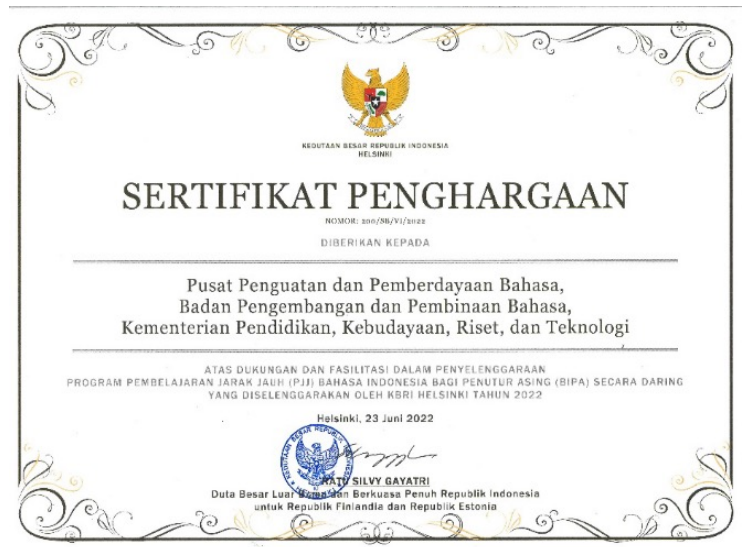 KEDUTAAN BESAR REPUBLIK INDONESIA
HELSINKI
SERTIFIKAT PENGHARGAAN
NOMOR: 200/SB/VI/2022
DIBERIKAN KEPADA
Pusat Penguatan dan Pemberdayaan Bahasa,
Badan Pengembangan dan Pembinaan Bahasa,
Kementerian Pendidikan, Kebudayaan, Riset, dan Teknologi
ATAS DUKUNGAN DAN FASILITASI DALAM PENYELENGGARAAN
PROGRAM PEMBELAJARAN JARAK JAUH (PJJ) BAHASA INDONESIA BAGI PENUTUR ASING (BIPA) SECARA DARING
YANG DISELENGGARAKAN OLEH KBRI HELSINKI TAHUN 2022
Helsinki, 23 Juni 2022
RATU SILVY GAYATRI
Duta Besar Luar Biasa dan Berkuasa Penuh Republik Indonesia
untuk Republik Finlandia dan Republik Estonia